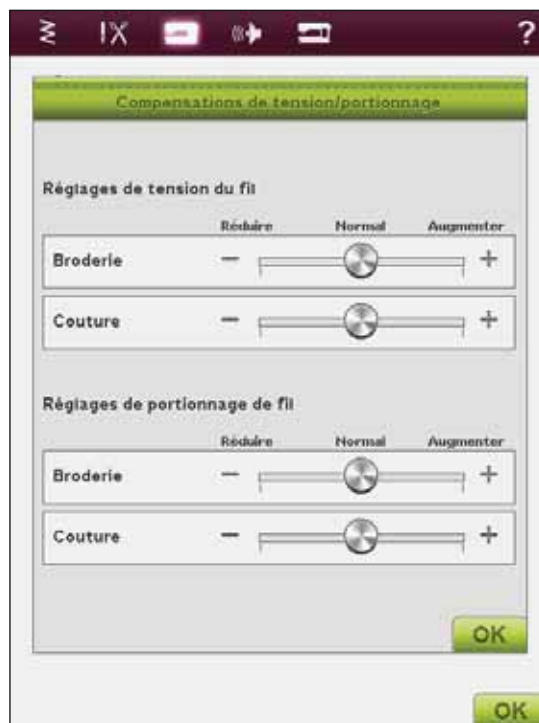 ?
Compensations de tension/portionnage
Réglages de tension du fil
Réduire Normal Augmenter
Broderie − +
Couture − +
Réglages de portionnage de fil
Réduire Normal Augmenter
Broderie − +
Couture − +
OK
OK